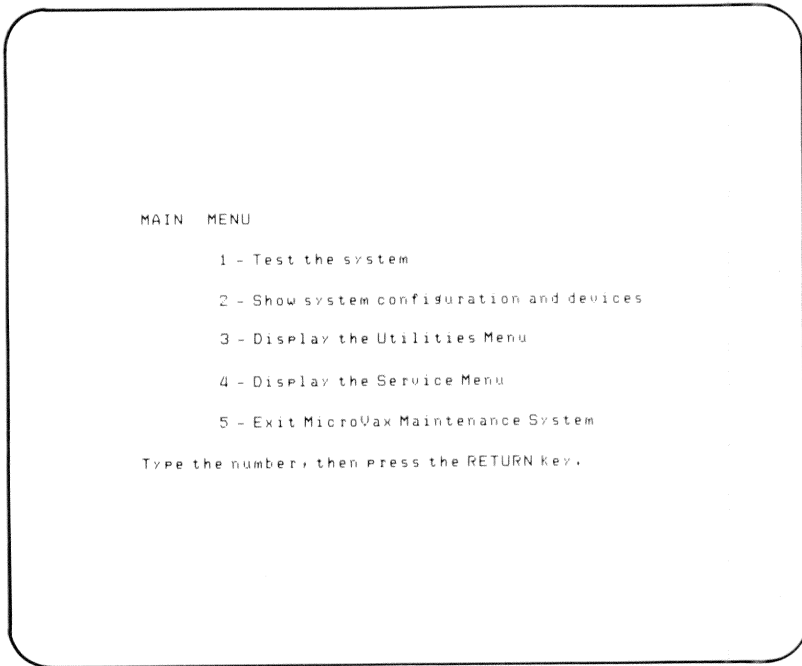 MAIN MENU
1 - Test the system
2 - Show system configuration and devices
3 - Display the Utilities Menu
4 - Display the Service Menu
5 - Exit MicroVax Maintenance System
Type the number, then press the RETURN key.